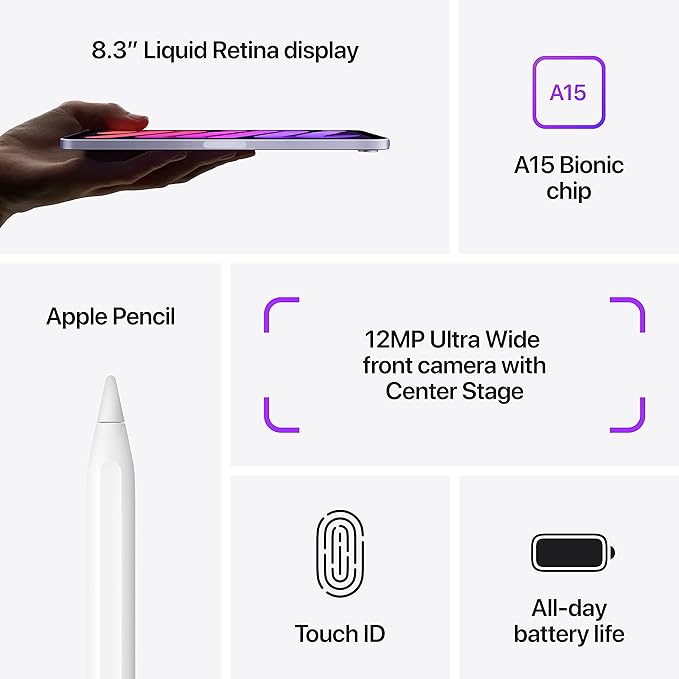 8.3″ Liquid Retina display
A15
A15 Bionic
chip
Apple Pencil
12MP Ultra Wide
front camera with
Center Stage
Touch ID
All-day
battery life